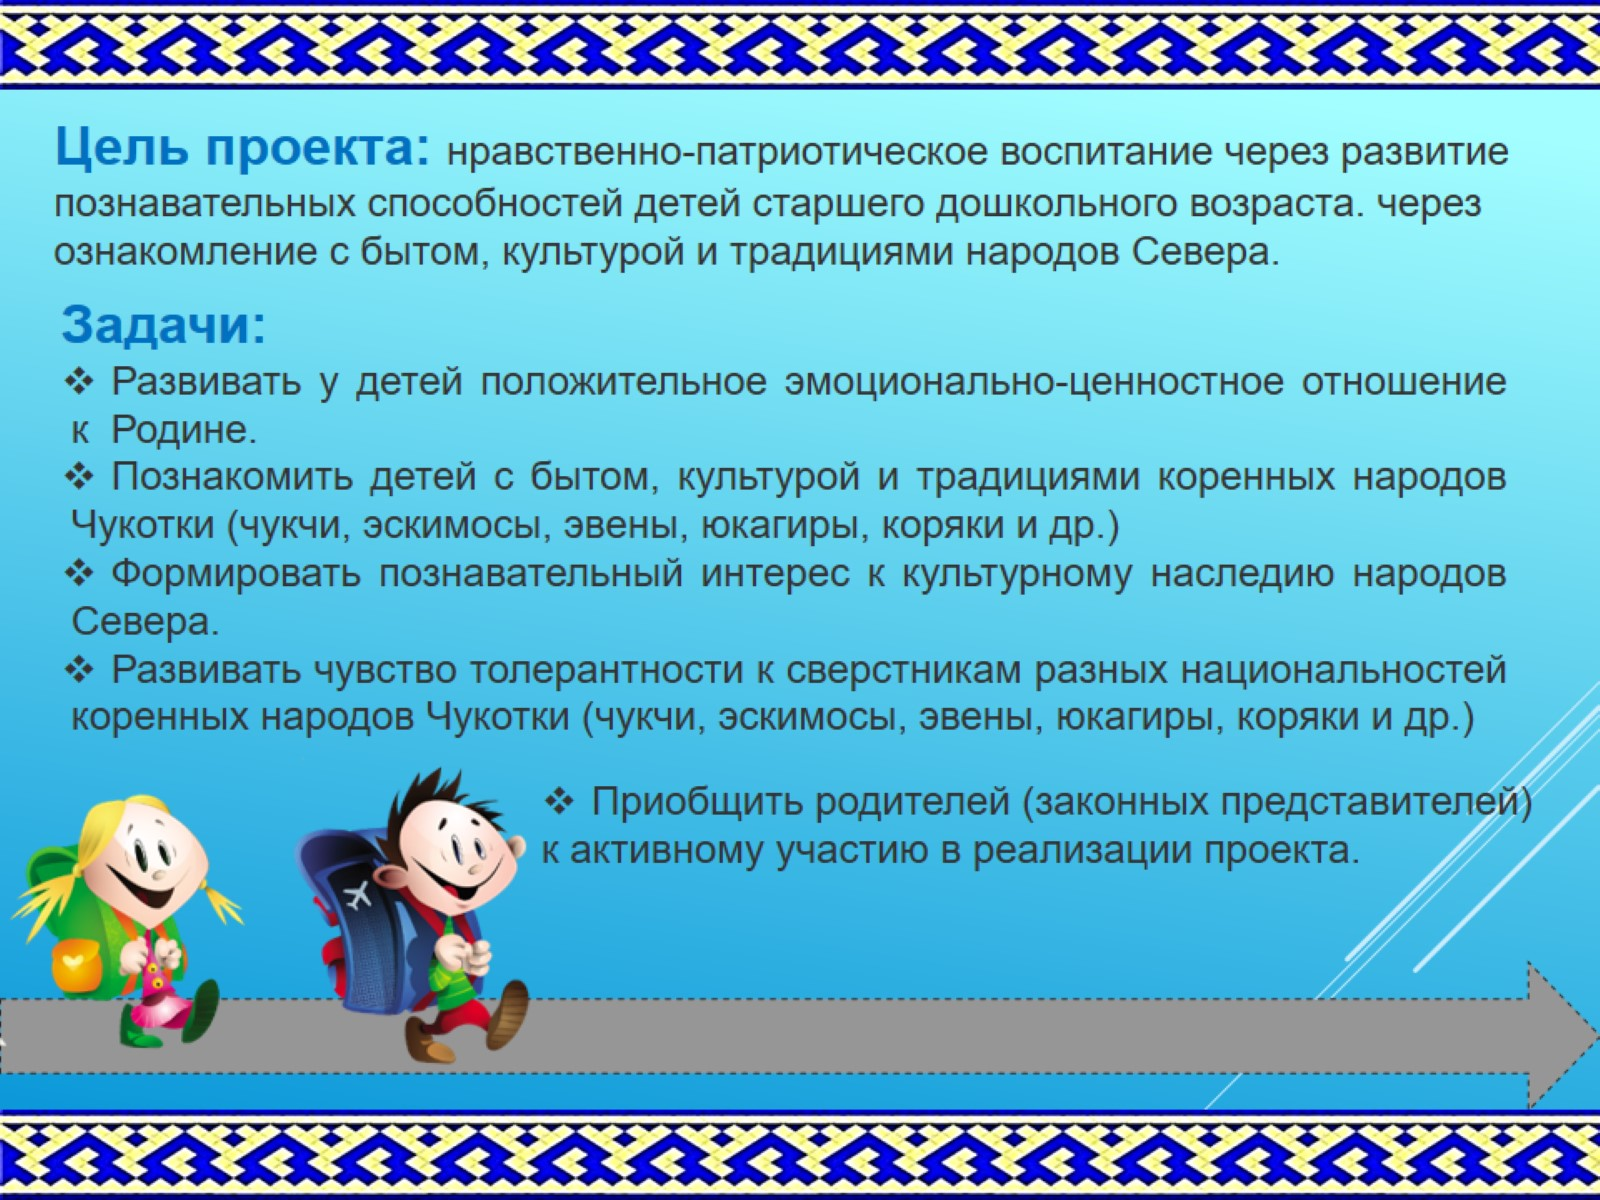 Цель проекта: нравственно-патриотическое воспитание через развитие
познавательных способностей детей старшего дошкольного возраста. через
ознакомление с бытом, культурой и традициями народов Севера.
Задачи:
❖ Развивать у детей положительное эмоционально-ценностное отношение
к Родине.
❖ Познакомить детей с бытом, культурой и традициями коренных народов
Чукотки (чукчи, эскимосы, эвены, юкагиры, коряки и др.)
❖ Формировать познавательный интерес к культурному наследию народов
Севера.
❖ Развивать чувство толерантности к сверстникам разных национальностей
коренных народов Чукотки (чукчи, эскимосы, эвены, юкагиры, коряки и др.)
❖ Приобщить родителей (законных представителей)
к активному участию в реализации проекта.